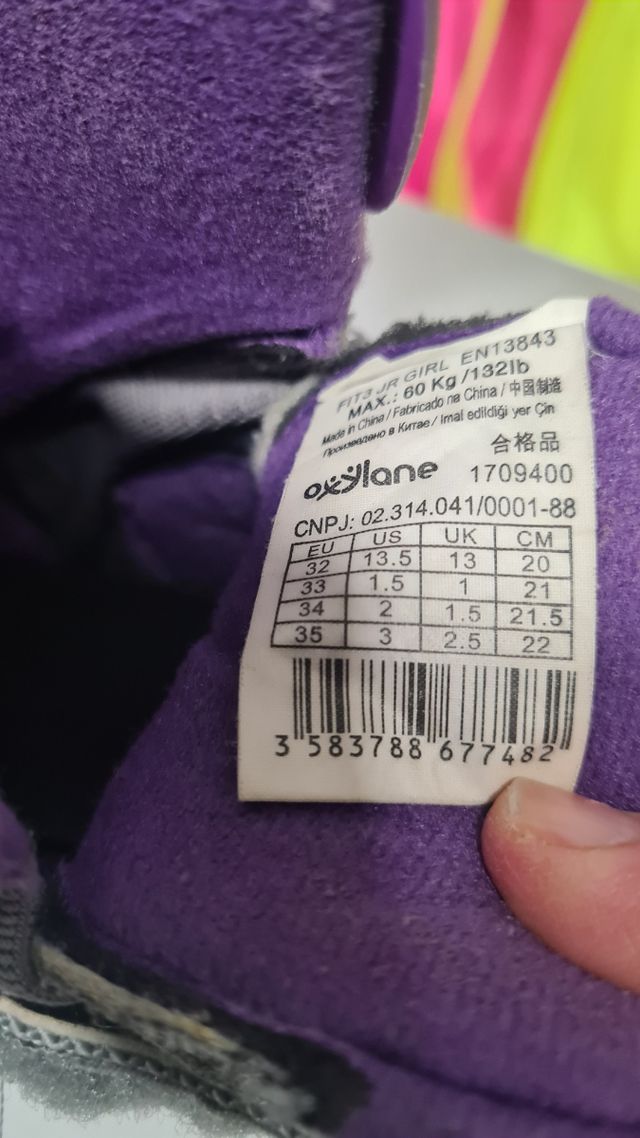 FIT3 JR GIRL EN13843
MAX.: 60 Kg /132lb
Made in China / Fabricado na China / 中国制造
Произведено в Китае / Imal edildiği yer Çin
合格品
oxylane 1709400
CNPJ: 02.314.041/0001-88
EU US UK CM
32 13.5 13 20
33 1.5 1 21
34 2 1.5 21.5
35 3 2.5 22
3 583788 677482